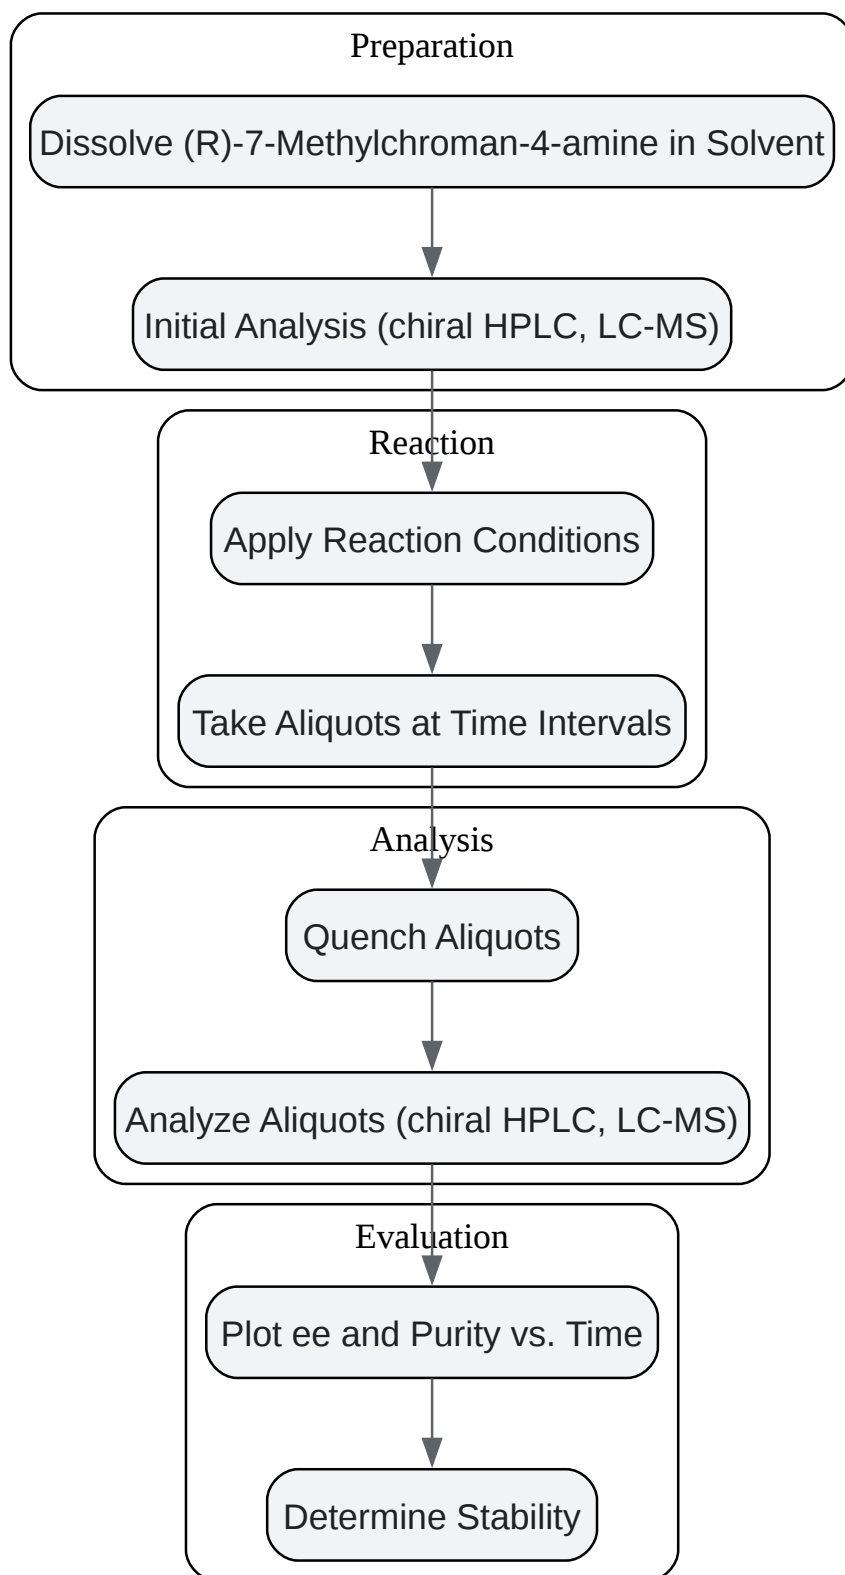 Preparation
Dissolve (R)-7-Methylchroman-4-amine in Solvent
Initial Analysis (chiral HPLC, LC-MS)
Reaction
Apply Reaction Conditions
Take Aliquots at Time Intervals
Analysis
Quench Aliquots
Analyze Aliquots (chiral HPLC, LC-MS)
Evaluation
Plot ee and Purity vs. Time
Determine Stability